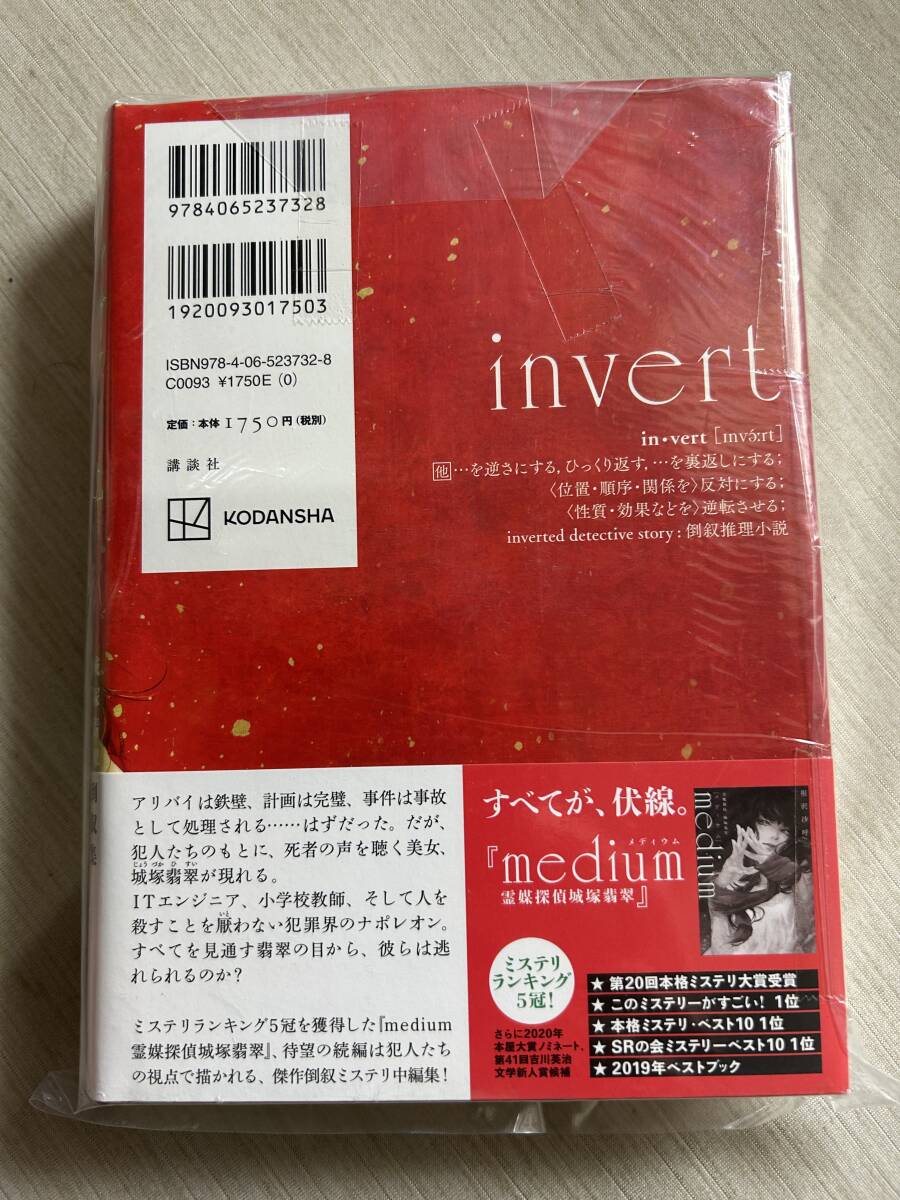 9784065237328
1920093017503
ISBN978-4-06-523732-8
C0093 ¥1750E (0)
定価:本体1750円(税別)
講談社
KODANSHA
invert
in•vert [ɪnvə́ːrt]
他…を逆さにする,ひっくり返す,…を裏返しにする;
〈位置・順序・関係を〉反対にする;
〈性質・効果などを〉逆転させる;
inverted detective story : 倒叙推理小説
アリバイは鉄壁、計画は完璧、事件は事故
として処理される……はずだった。だが、
犯人たちのもとに、死者の声を聴く美女、
じょうづかひすい
城塚翡翠が現れる。
ITエンジニア、小学校教師、そして人を
いと
殺すことを厭わない犯罪界のナポレオン。
すべてを見通す翡翠の目から、彼らは逃
れられるのか?
ミステリランキング5冠を獲得した『medium
霊媒探偵城塚翡翠』、待望の続編は犯人たち
の視点で描かれる、傑作倒叙ミステリ中編集!
すべてが、伏線。
メディウム
『medium
霊媒探偵城塚翡翠』
medium
相沢沙呼
ミステリ
ランキング
5冠!
さらに2020年
本屋大賞ノミネート、
第41回吉川英治
文学新人賞候補
★ 第20回本格ミステリ大賞受賞
★ このミステリーがすごい! 1位
★ 本格ミステリ・ベスト10 1位
★ SRの会ミステリーベスト10 1位
★ 2019年ベストブック